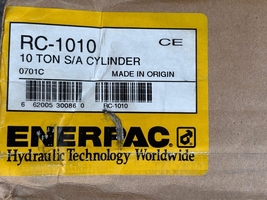 RC-1010
CE
10 TON S/A CYLINDER
0701C
MADE IN ORIGIN
6 62005 30086 0
RC-1010
ENERPAC.
Hydraulic Technology Worldwide